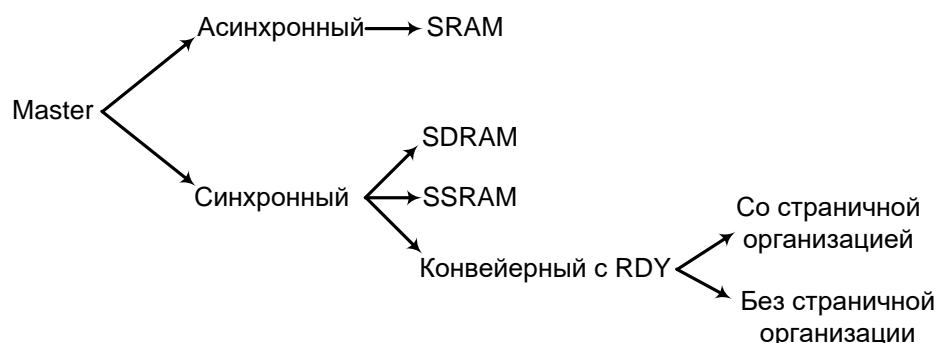 Асинхронный
SRAM
Master
SDRAM
Синхронный
SSRAM
Со страничной
организацией
Конвейерный с RDY
Без страничной
организации